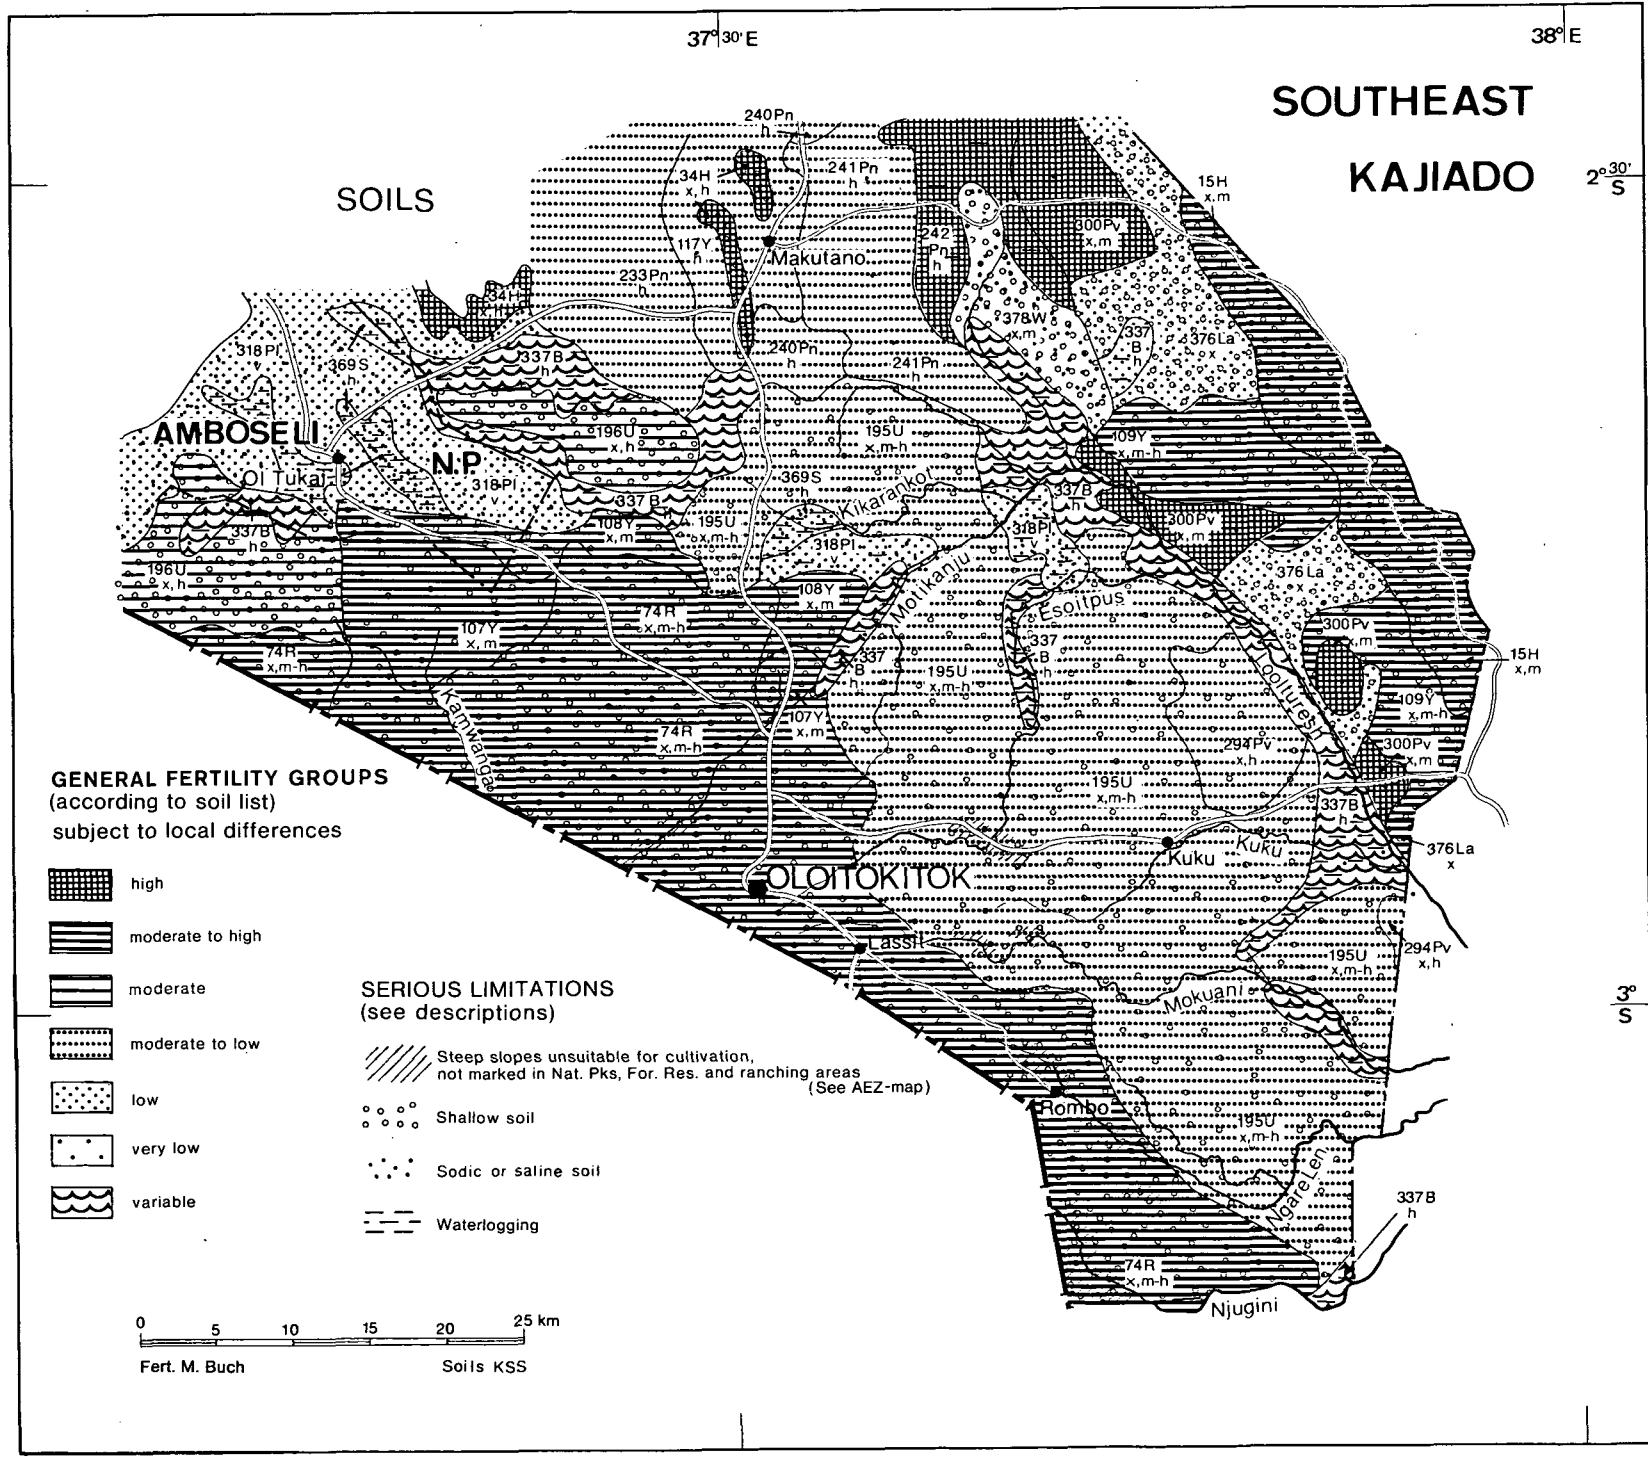 37°30'E
38°E
SOUTHEAST
KAJIADO
2°30'
S
SOILS
240Pn
h
34H
x,h
241Pn
h
15H
x,m
117Y
h
Makutano
242
Pn
h
300Pv
x,m
233Pn
h
34H
x,h
378W
x,m
337
B
h
376La
x
318Pl
v
369S
h
337B
h
240Pn
h
241Pn
h
AMBOSELI
N.P
Ol Tukai
196U
x,h
195U
x,m-h
109Y
x,m-h
318Pl
v
369S
h
Kikarankot
337B
h
337B
h
337B
h
108Y
x,m
195U
x,m-h
318Pl
v
318Pl
v
300Pv
x,m
196U
x,h
376La
x
74R
x,m-h
108Y
x,m
Motikanju
Esoitpus
107Y
x,m
74R
x,m-h
300Pv
x,m
337
B
h
337
B
h
195U
x,m-h
15H
x,m
Kamwanga
Looituresh
109Y
x,m-h
74R
x,m-h
107Y
x,m
294Pv
x,h
300Pv
x,m
195U
x,m-h
337B
h
Kuku
Kuku
376La
x
OLOITOKITOK
Lassit
195U
x,m-h
294Pv
x,h
Mokuani
3°
S
Rombo
195U
x,m-h
Ngare Len
337B
h
74R
x,m-h
Njugini
GENERAL FERTILITY GROUPS
(according to soil list)
subject to local differences
high
moderate to high
moderate
moderate to low
low
very low
variable
SERIOUS LIMITATIONS
(see descriptions)
Steep slopes unsuitable for cultivation,
not marked in Nat. Pks, For. Res. and ranching areas
(See AEZ-map)
Shallow soil
Sodic or saline soil
Waterlogging
0 5 10 15 20 25 km
Fert. M. Buch Soils KSS